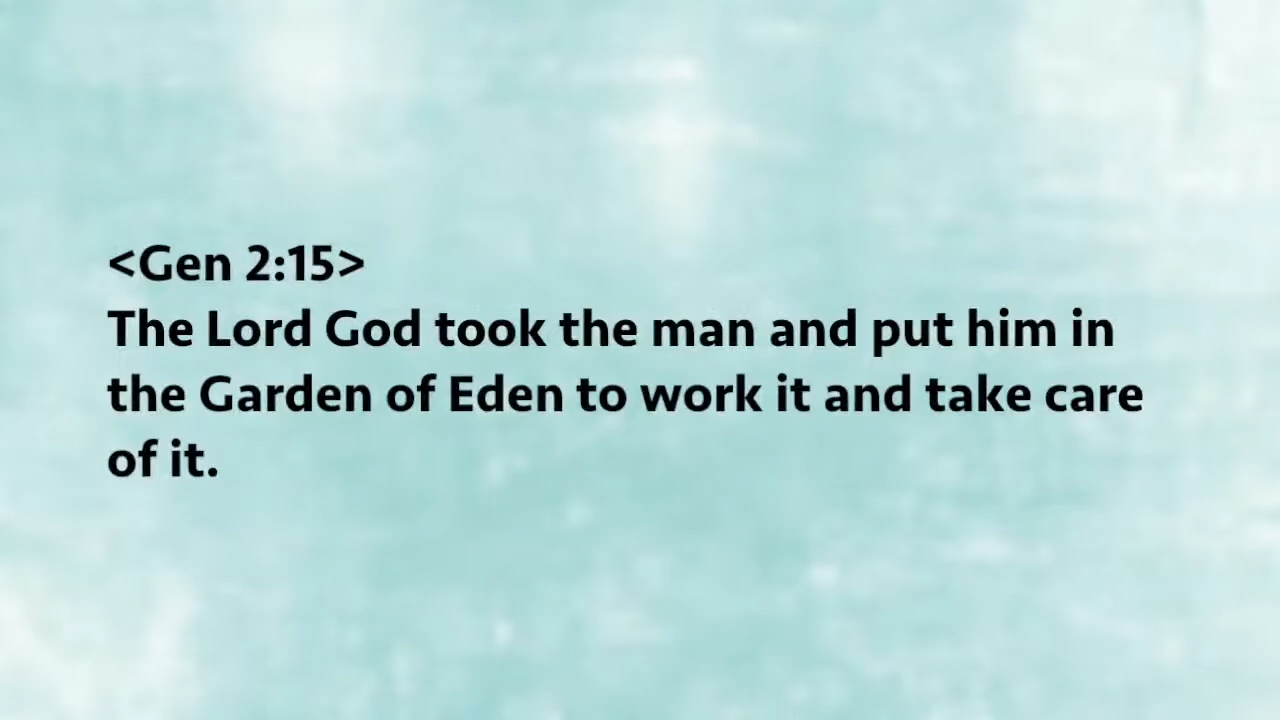 <Gen 2:15>
The Lord God took the man and put him in
the Garden of Eden to work it and take care
of it.